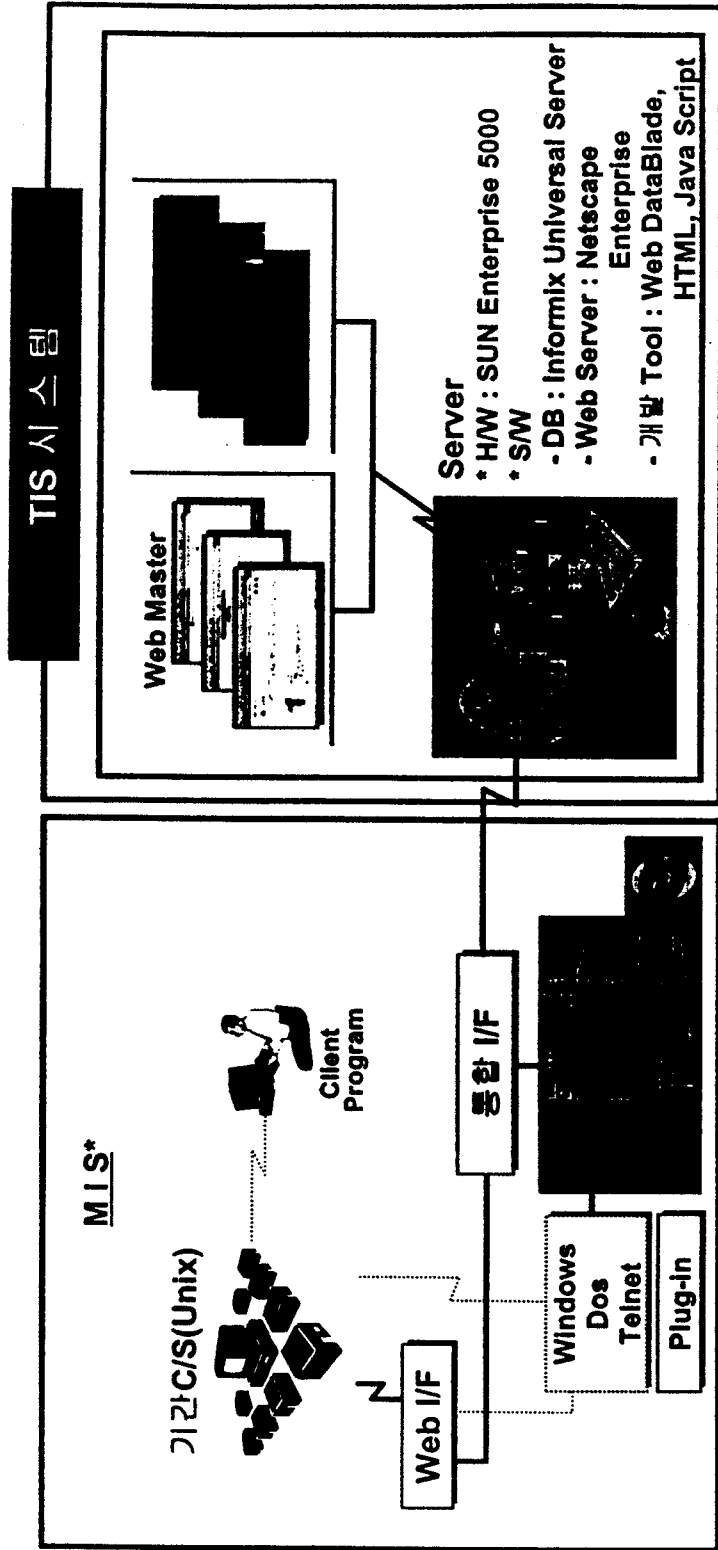 TIS 시스템
M I S*
기간C/S(Unix)
Client
Program
Web I/F
통합 I/F
Windows
Dos
Telnet
Plug-in
Web Master
Server
* H/W : SUN Enterprise 5000
* S/W
- DB : Informix Universal Server
- Web Server : Netscape
Enterprise
- 개발 Tool : Web DataBlade,
HTML, Java Script